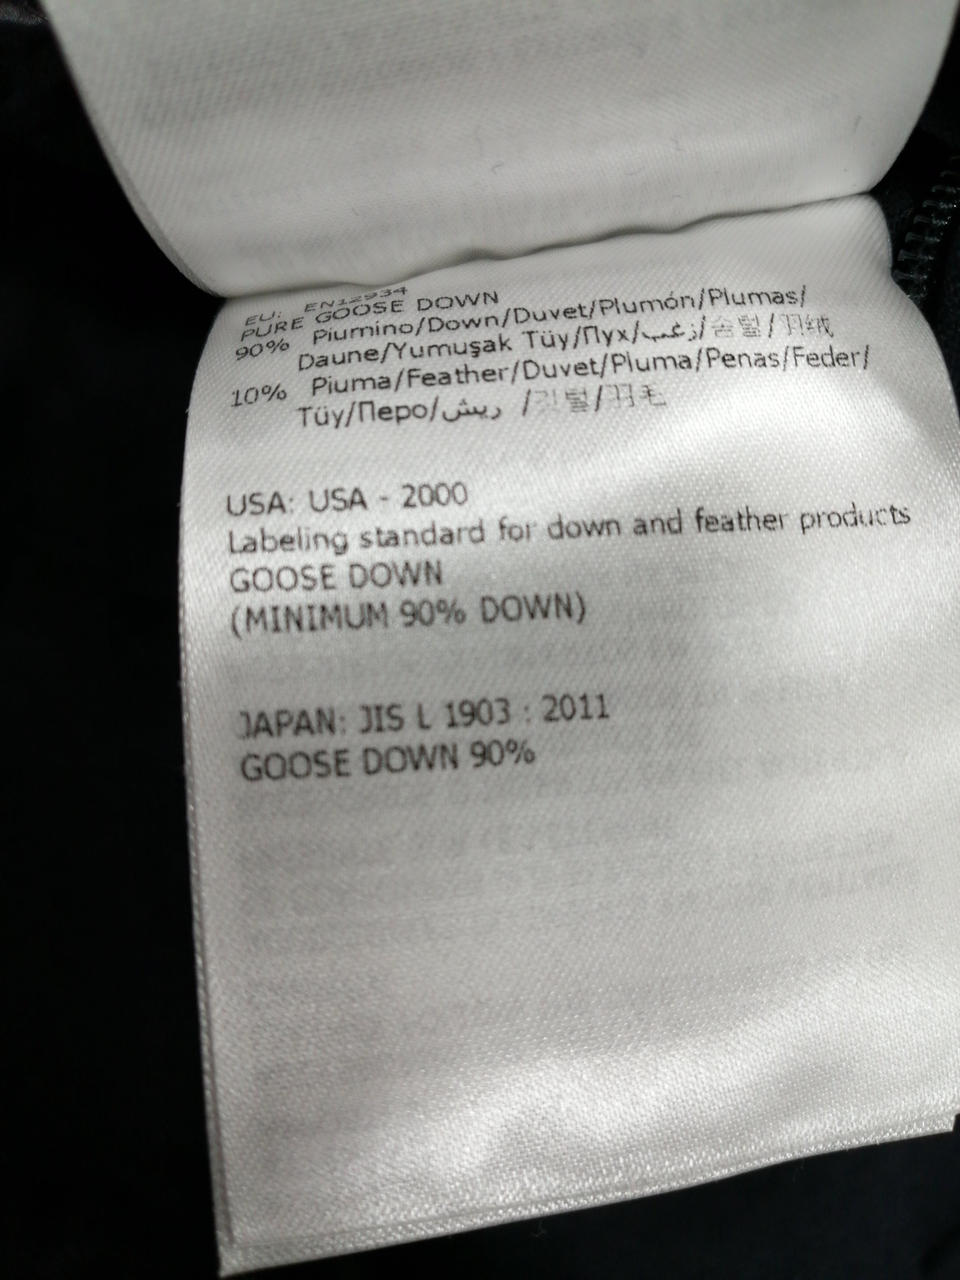 EU: EN12934
PURE GOOSE DOWN
90% Piumino/Down/Duvet/Plumón/Plumas/
Daune/Yumuşak Tüy/Пух/زغب/솜털/羽绒
10% Piuma/Feather/Duvet/Pluma/Penas/Feder/
Tüy/Перо/ريش /깃털/羽毛
USA: USA - 2000
Labeling standard for down and feather products
GOOSE DOWN
(MINIMUM 90% DOWN)
JAPAN: JIS L 1903 : 2011
GOOSE DOWN 90%